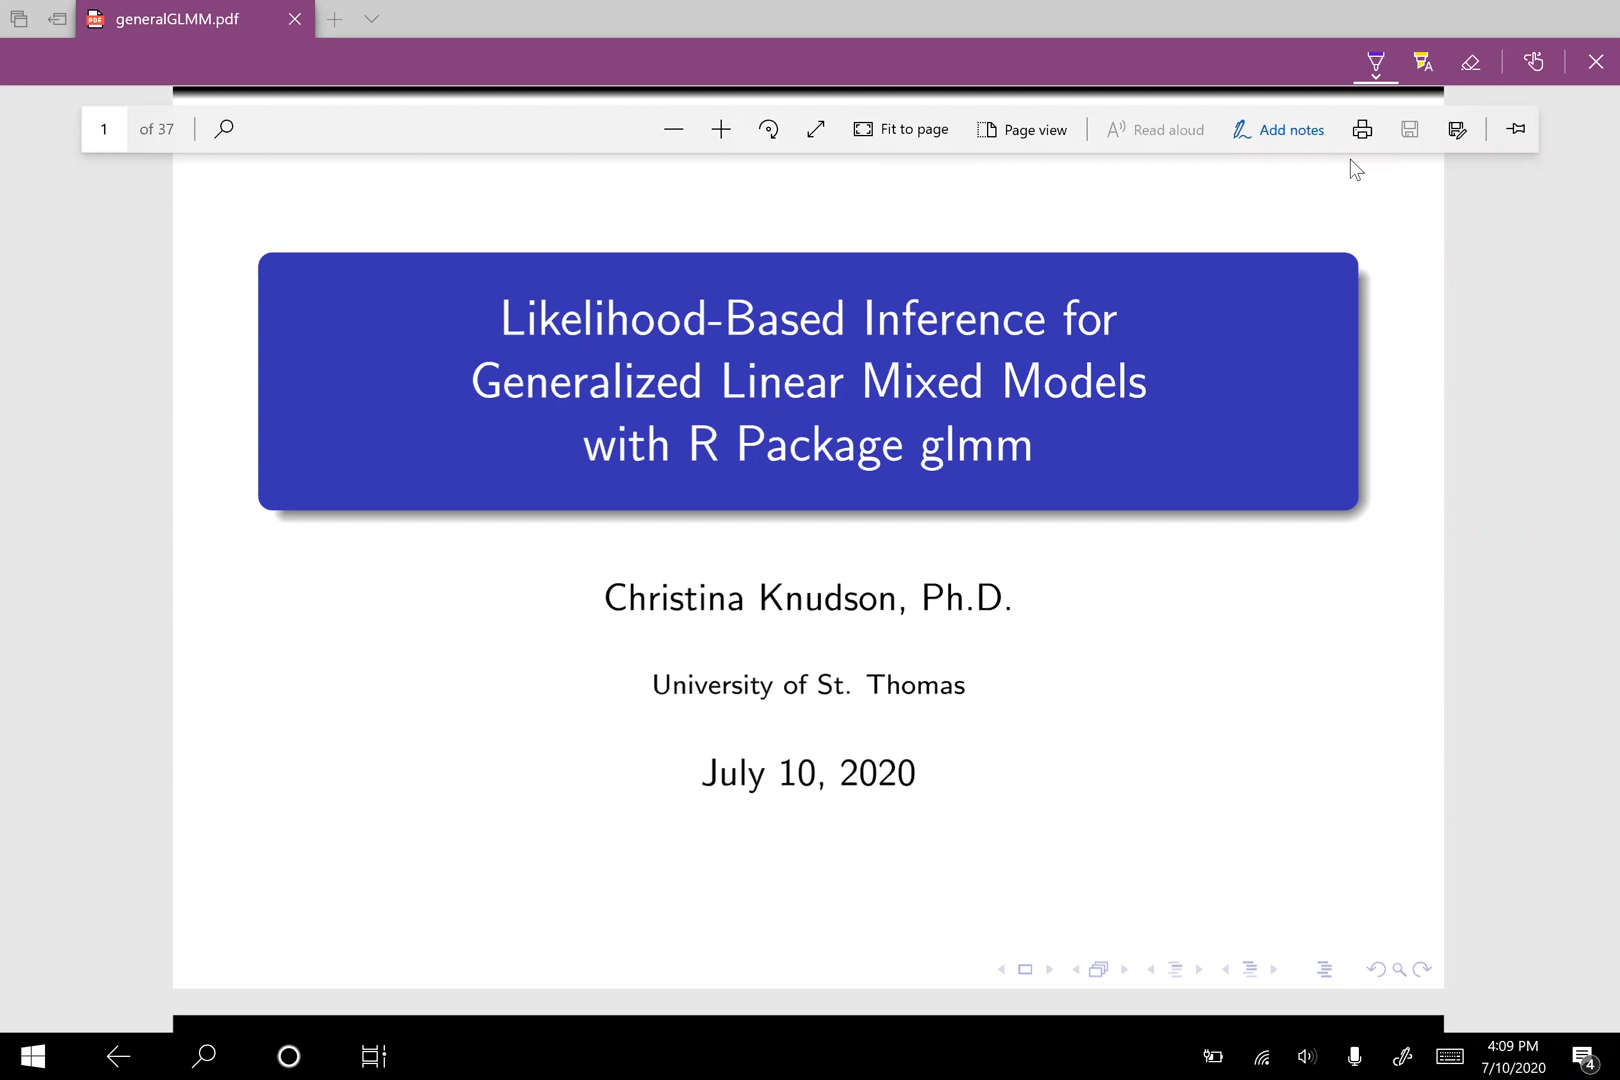 generalGLMM.pdf
1 of 37
Fit to page
Page view
Read aloud
Add notes
Likelihood-Based Inference for
Generalized Linear Mixed Models
with R Package glmm
Christina Knudson, Ph.D.
University of St. Thomas
July 10, 2020
4:09 PM
7/10/2020
4